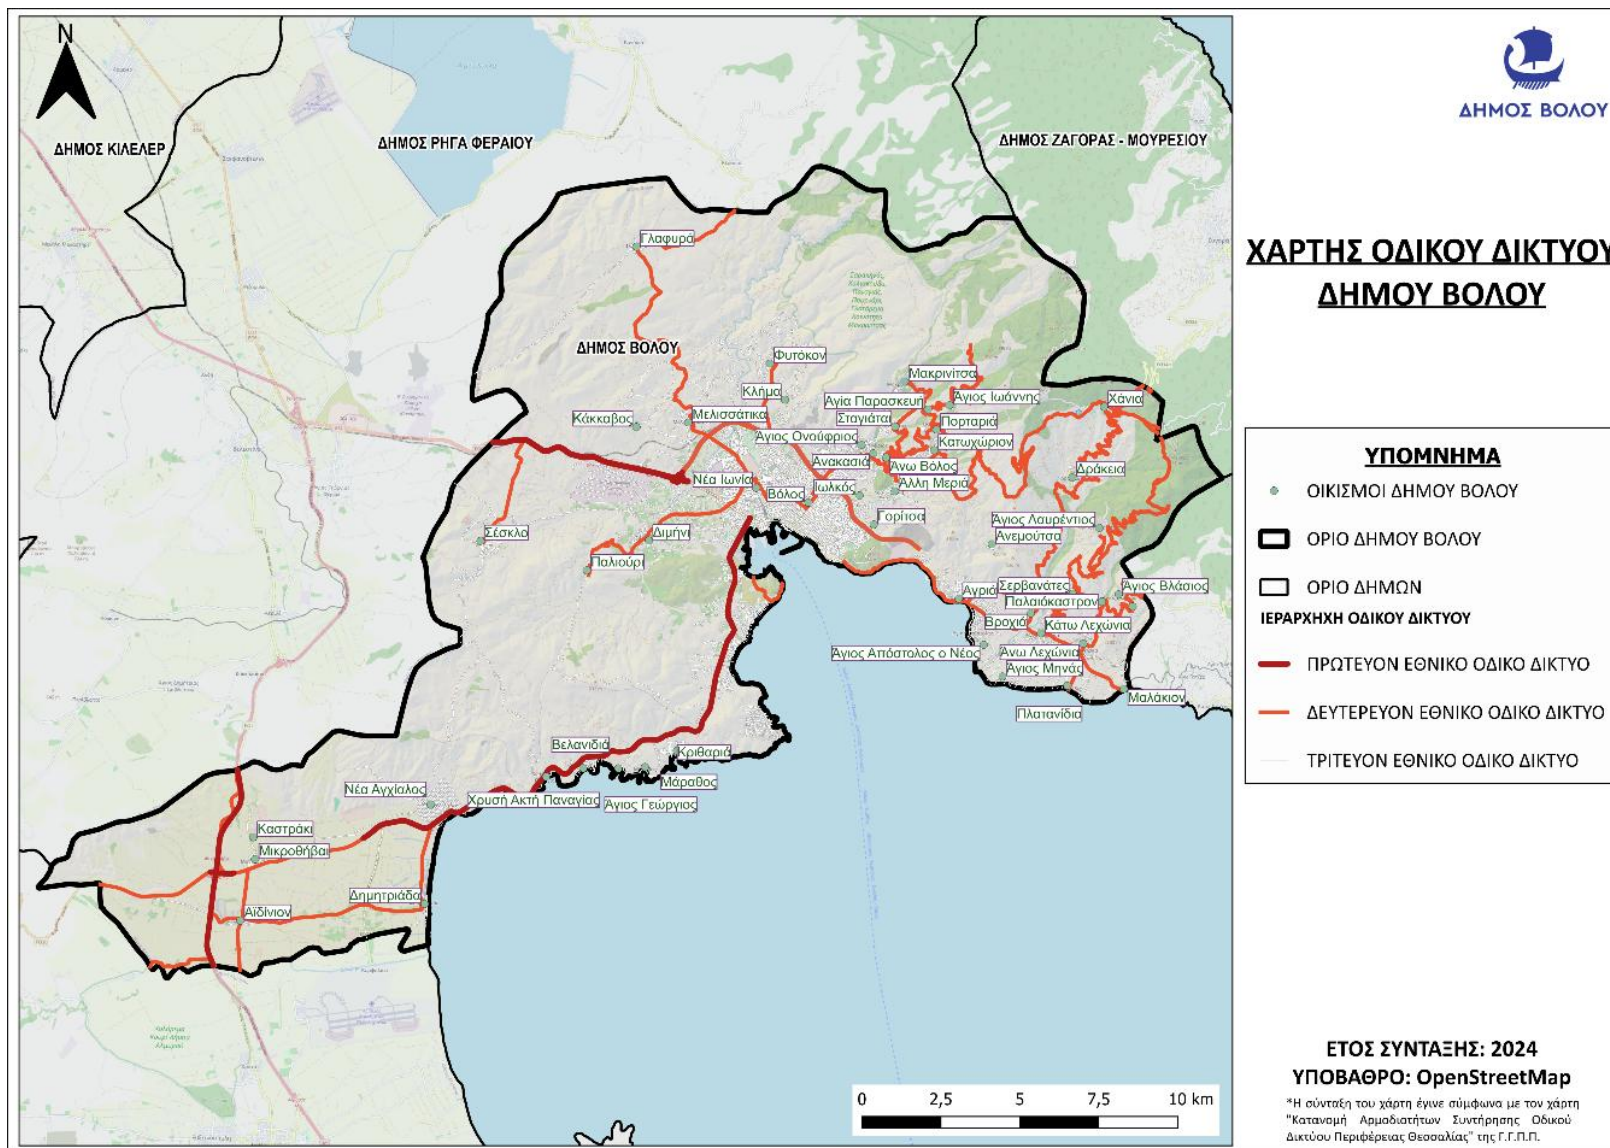 N
ΔΗΜΟΣ ΚΙΛΕΛΕΡ
ΔΗΜΟΣ ΡΗΓΑ ΦΕΡΑΙΟΥ
ΔΗΜΟΣ ΖΑΓΟΡΑΣ - ΜΟΥΡΕΣΙΟΥ
ΔΗΜΟΣ ΒΟΛΟΥ
Γλαφυρά
Φυτόκον
Κλήμα
Μακρινίτσα
Αγία Παρασκευή
Άγιος Ιωάννης
Χάνια
Κάκκαβος
Μελισσάτικα
Σταγιάται
Πορταριά
Άγιος Ονούφριος
Κατωχώριον
Ανακασιά
Άνω Βόλος
Δράκεια
Νέα Ιωνία
Βόλος
Ιωλκός
Άλλη Μεριά
Γορίτσα
Άγιος Λαυρέντιος
Ανεμούτσα
Σέσκλο
Διμήνι
Παλιούρι
Αγριά
Σερβανάτες
Άγιος Βλάσιος
Παλαιόκαστρον
Βροχιά
Κάτω Λεχώνια
Άγιος Απόστολος ο Νέος
Άνω Λεχώνια
Άγιος Μηνάς
Πλατανίδια
Μαλάκιον
Βελανιδιά
Κριθαριά
Μάραθος
Νέα Αγχίαλος
Χρυσή Ακτή Παναγίας
Άγιος Γεώργιος
Καστράκι
Μικροθήβαι
Δημητριάδα
Αϊδίνιον
0 2,5 5 7,5 10 km
ΔΗΜΟΣ ΒΟΛΟΥ
ΧΑΡΤΗΣ ΟΔΙΚΟΥ ΔΙΚΤΥΟΥ
ΔΗΜΟΥ ΒΟΛΟΥ
ΥΠΟΜΝΗΜΑ
ΟΙΚΙΣΜΟΙ ΔΗΜΟΥ ΒΟΛΟΥ
ΟΡΙΟ ΔΗΜΟΥ ΒΟΛΟΥ
ΟΡΙΟ ΔΗΜΩΝ
ΙΕΡΑΡΧΗΧΗ ΟΔΙΚΟΥ ΔΙΚΤΥΟΥ
ΠΡΩΤΕΥΟΝ ΕΘΝΙΚΟ ΟΔΙΚΟ ΔΙΚΤΥΟ
ΔΕΥΤΕΡΕΥΟΝ ΕΘΝΙΚΟ ΟΔΙΚΟ ΔΙΚΤΥΟ
ΤΡΙΤΕΥΟΝ ΕΘΝΙΚΟ ΟΔΙΚΟ ΔΙΚΤΥΟ
ΕΤΟΣ ΣΥΝΤΑΞΗΣ: 2024
ΥΠΟΒΑΘΡΟ: OpenStreetMap
*Η σύνταξη του χάρτη έγινε σύμφωνα με τον χάρτη
"Κατανομή Αρμοδιοτήτων Συντήρησης Οδικού
Δικτύου Περιφέρειας Θεσσαλίας" της Γ.Γ.Π.Π.